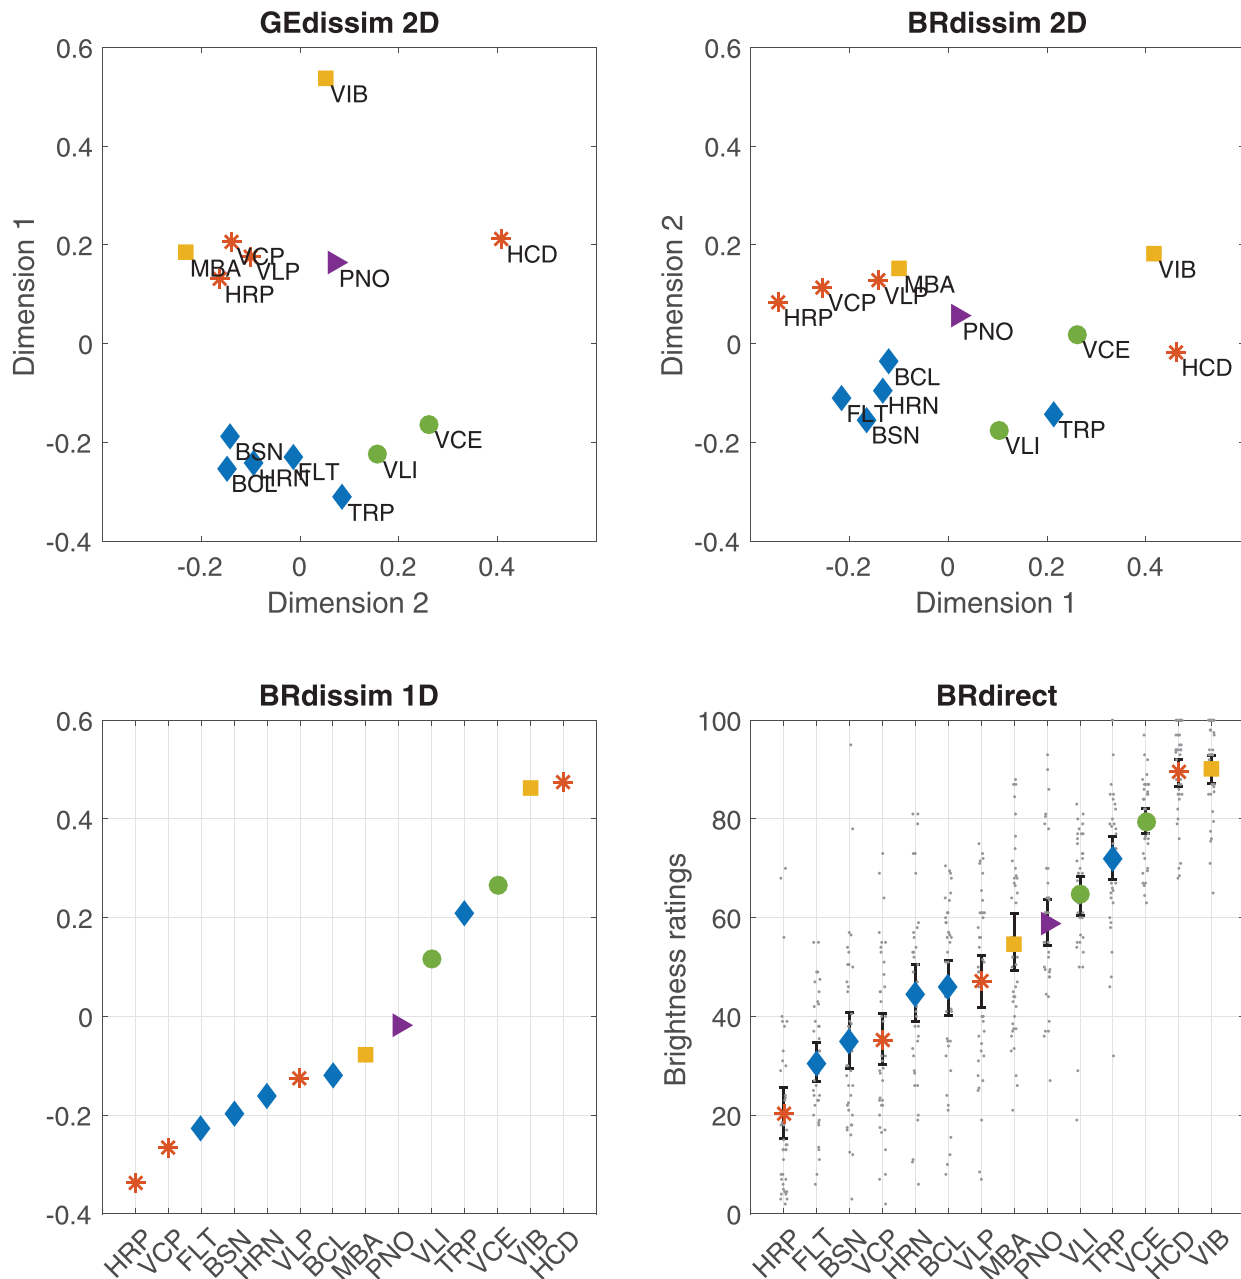 GEdissim 2D
0.6
0.4
0.2
0
-0.2
-0.4
Dimension 1
VIB
HCD
VCP
MBA
VLP
PNO
HRP
VCE
BSN
FLT
VLI
HRN
BCL
TRP
-0.2
0
0.2
0.4
Dimension 2
BRdissim 2D
0.6
0.4
0.2
0
-0.2
-0.4
Dimension 2
VIB
MBA
VLP
VCP
HRP
PNO
VCE
HCD
BCL
HRN
FLT
BSN
TRP
VLI
-0.2
0
0.2
0.4
Dimension 1
BRdissim 1D
0.6
0.4
0.2
0
-0.2
-0.4
HRP
VCP
FLT
BSN
HRN
VLP
BCL
MBA
PNO
VLI
TRP
VCE
VIB
HCD
BRdirect
100
80
60
40
20
0
Brightness ratings
HRP
FLT
BSN
VCP
HRN
BCL
VLP
MBA
PNO
VLI
TRP
VCE
HCD
VIB